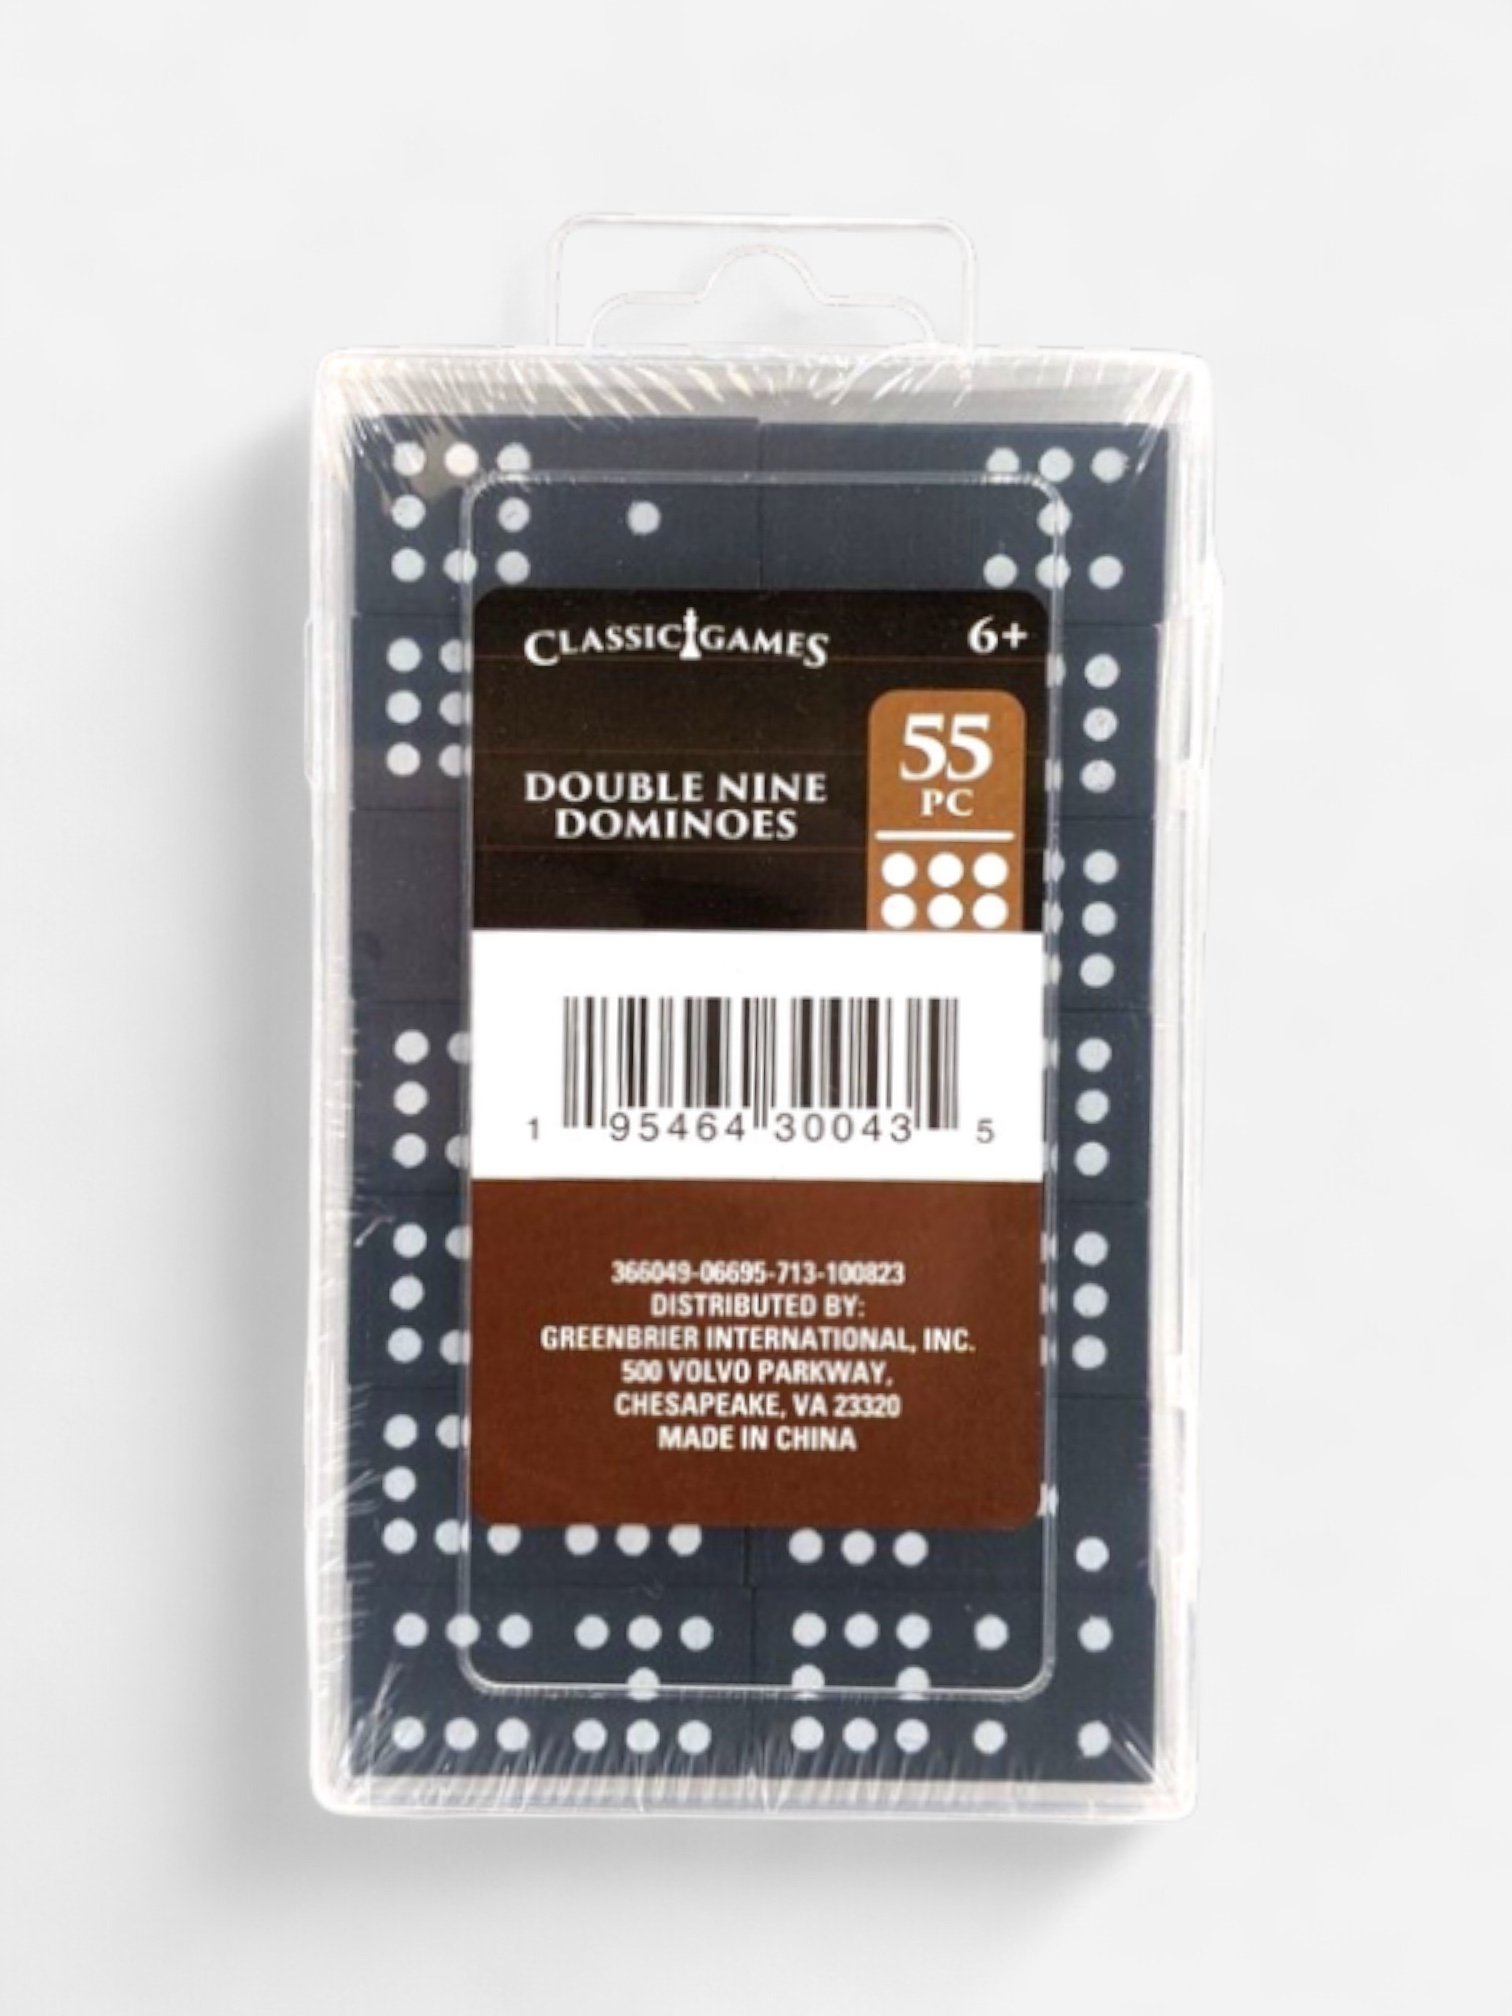 CLASSIC GAMES
6+
55
PC
DOUBLE NINE
DOMINOES
1 95464 30043 5
366049-06695-713-100823
DISTRIBUTED BY:
GREENBRIER INTERNATIONAL, INC.
500 VOLVO PARKWAY,
CHESAPEAKE, VA 23320
MADE IN CHINA